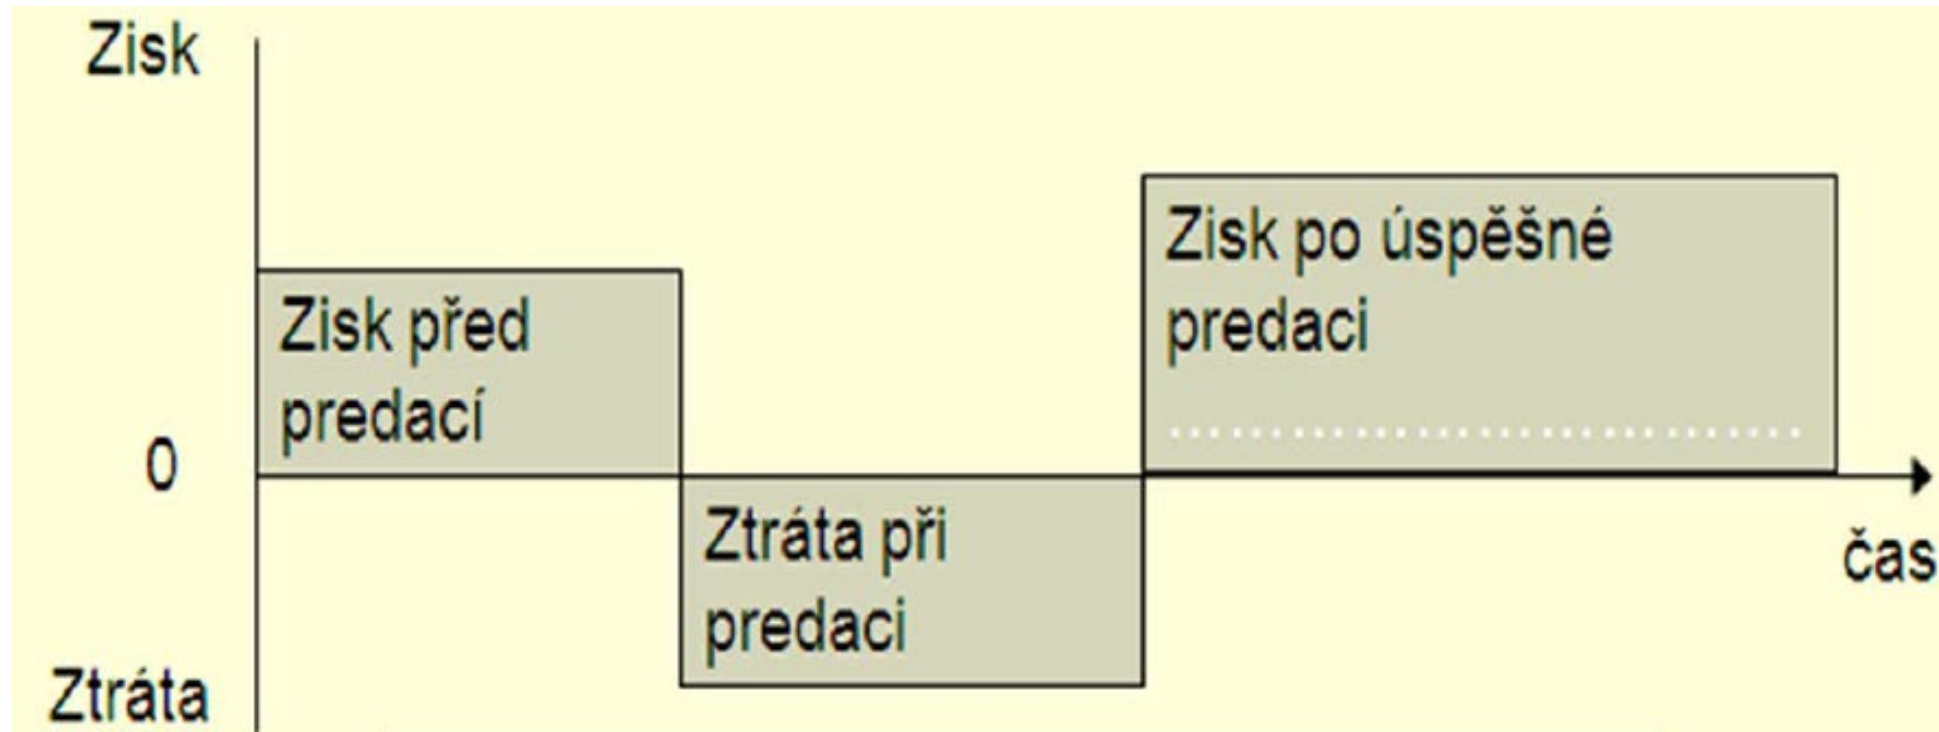 Zisk
Zisk před
predací
0
Ztráta při
predaci
Zisk po úspěšné
predaci
čas
Ztráta